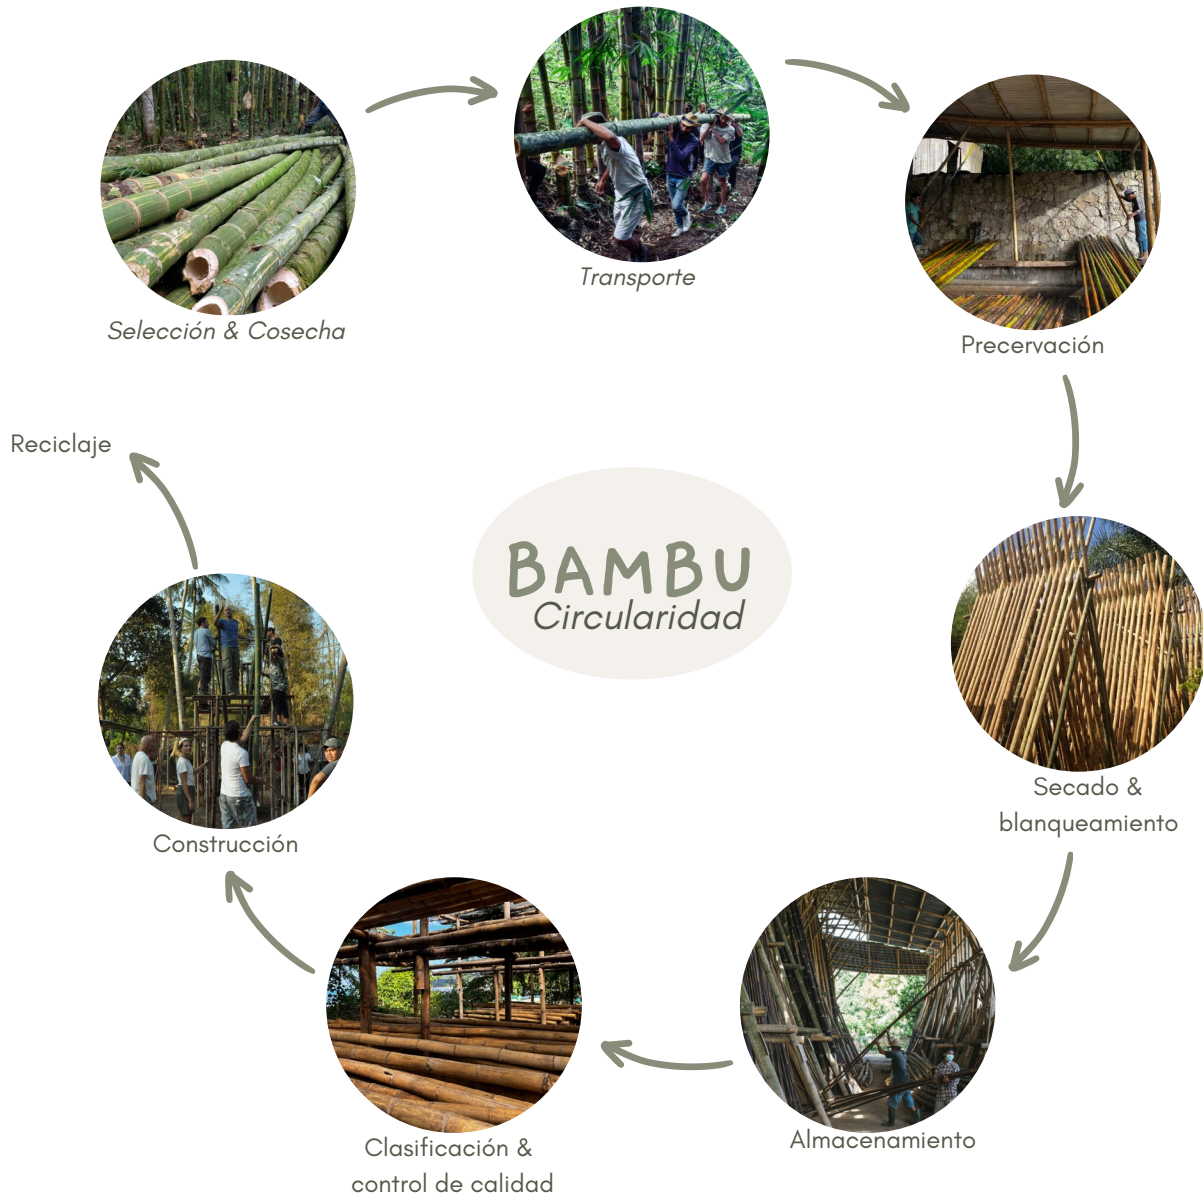 Selección & Cosecha
Transporte
Precervación
Secado &
blanqueamiento
Almacenamiento
Clasificación &
control de calidad
Construcción
Reciclaje
BAMBU
Circularidad